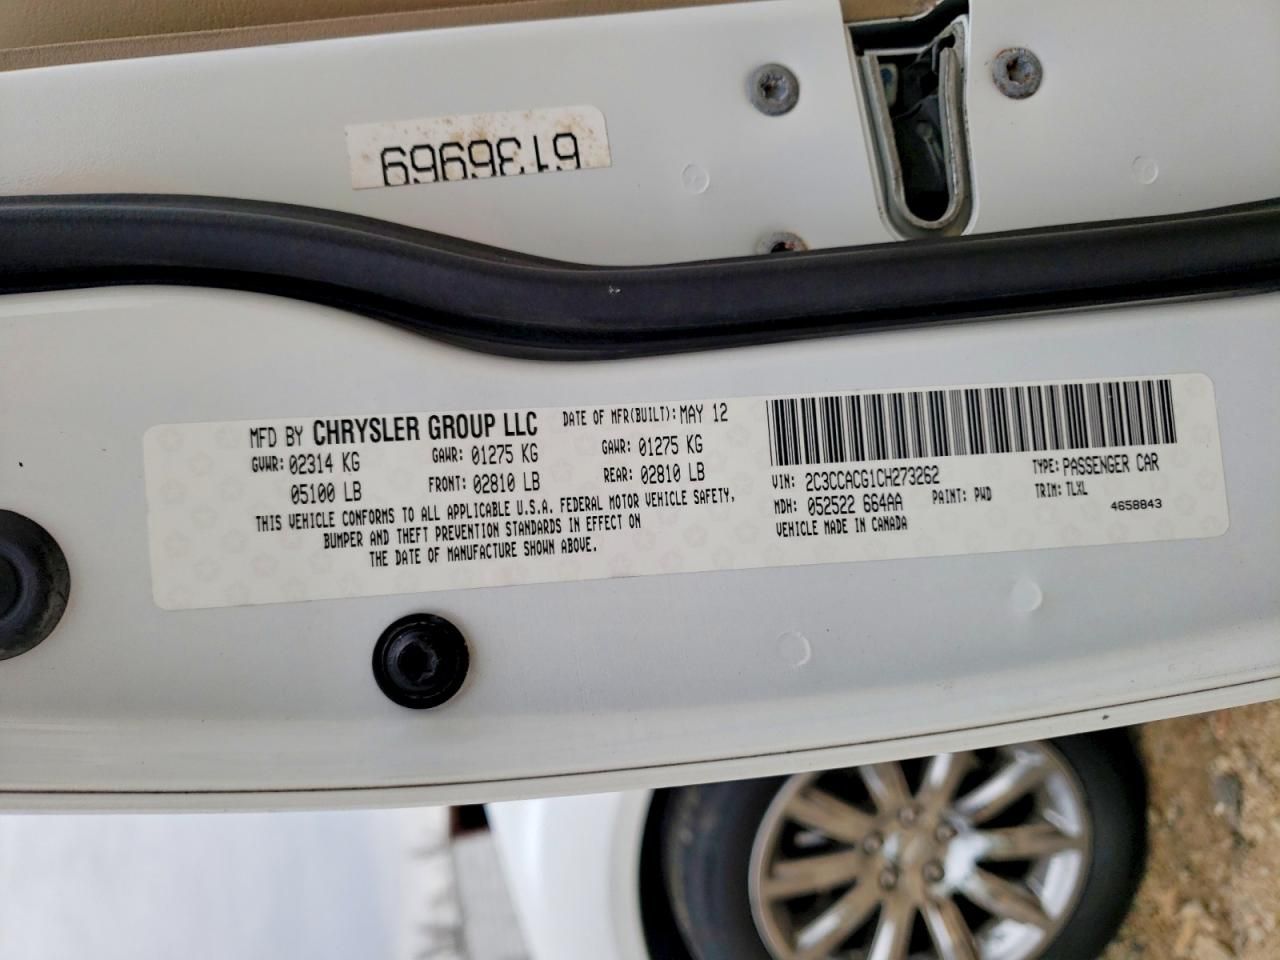 6136969
MFD BY CHRYSLER GROUP LLC DATE OF MFR(BUILT): MAY 12
GVWR: 02314 KG GAWR: 01275 KG GAWR: 01275 KG
05100 LB FRONT: 02810 LB REAR: 02810 LB
THIS VEHICLE CONFORMS TO ALL APPLICABLE U.S.A. FEDERAL MOTOR VEHICLE SAFETY,
BUMPER AND THEFT PREVENTION STANDARDS IN EFFECT ON
THE DATE OF MANUFACTURE SHOWN ABOVE.
VIN: 2C3CCACG1CH273262 TYPE: PASSENGER CAR
MDH: 052522 664AA PAINT: PWD TRIM: TLXL
VEHICLE MADE IN CANADA 4658843